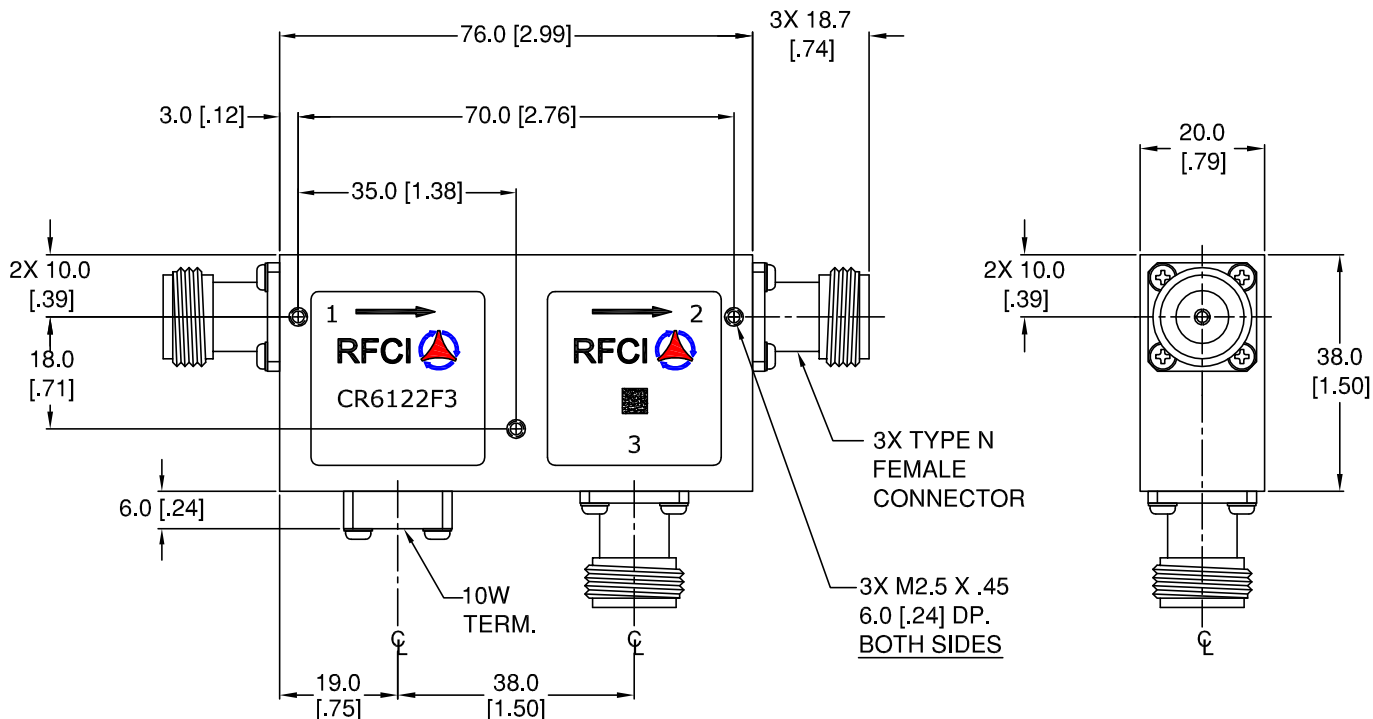 76.0 [2.99]
3X 18.7
[.74]
3.0 [.12]
70.0 [2.76]
20.0
[.79]
35.0 [1.38]
2X 10.0
[.39]
2X 10.0
[.39]
1
2
RFCI
RFCI
18.0
[.71]
CR6122F3
38.0
[1.50]
3
3X TYPE N
FEMALE
CONNECTOR
6.0 [.24]
10W
TERM.
3X M2.5 X .45
6.0 [.24] DP.
BOTH SIDES
℄
℄
℄
19.0
[.75]
38.0
[1.50]